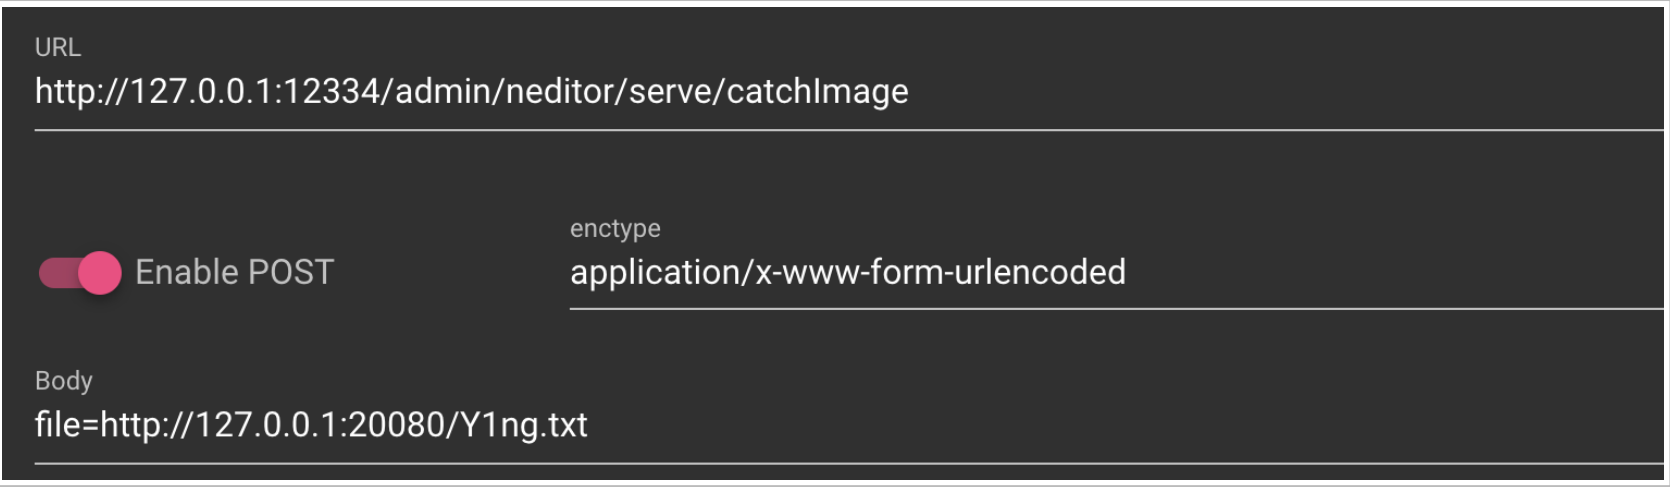 URL
http://127.0.0.1:12334/admin/neditor/serve/catchImage
enctype
Enable POST
application/x-www-form-urlencoded
Body
file=http://127.0.0.1:20080/Y1ng.txt